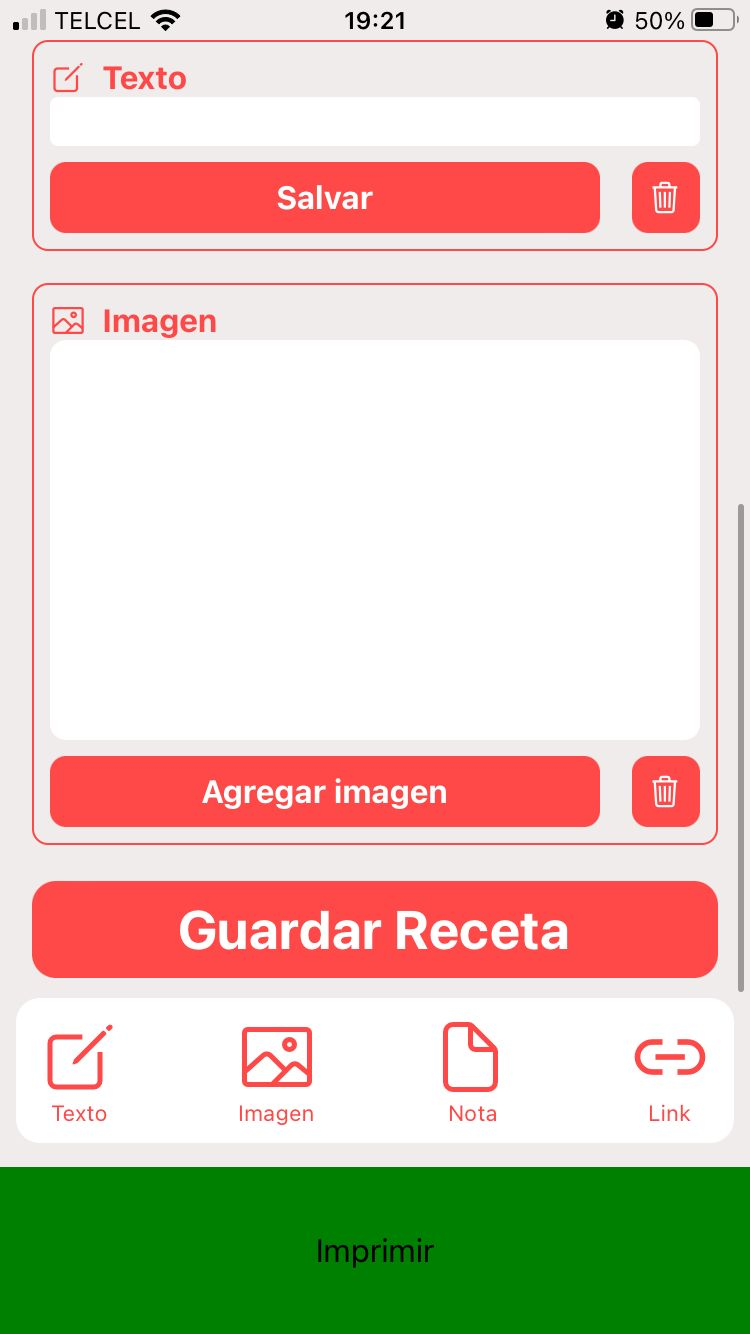 TELCEL 19:21 50%
Texto
Salvar
Imagen
Agregar imagen
Guardar Receta
Texto Imagen Nota Link
Imprimir